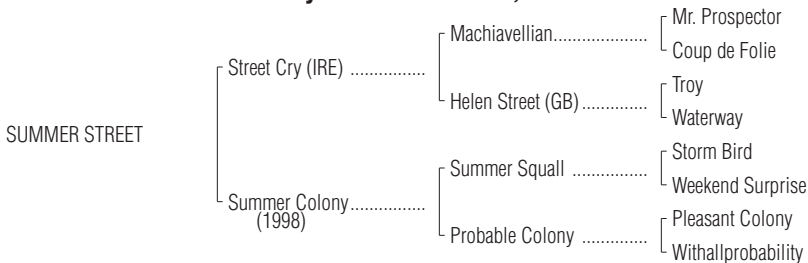 Mr. Prospector
Machiavellian....................
Coup de Folie
Street Cry (IRE) ................
Troy
Helen Street (GB)..............
Waterway
SUMMER STREET
Storm Bird
Summer Squall ................
Weekend Surprise
Summer Colony................
(1998)
Pleasant Colony
Probable Colony ..............
Withallprobability